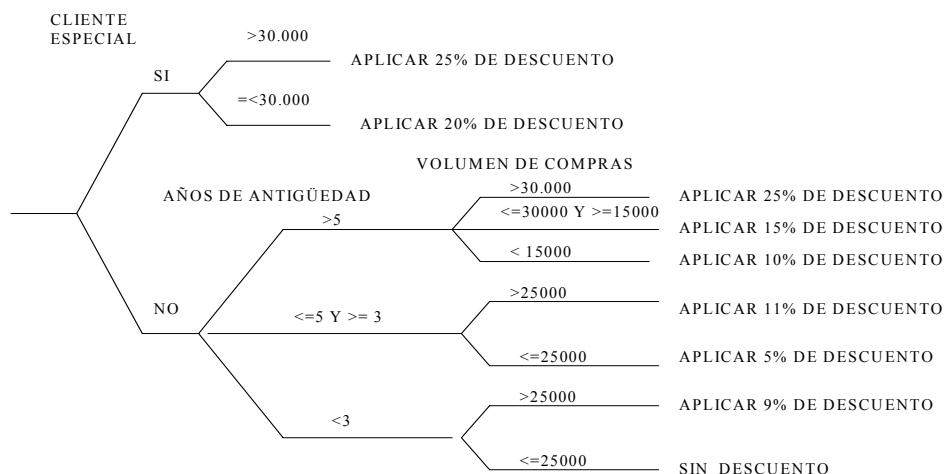 CLIENTE
ESPECIAL
>30.000
APLICAR 25% DE DESCUENTO
SI
=<30.000
APLICAR 20% DE DESCUENTO
VOLUMEN DE COMPRAS
AÑOS DE ANTIGÜEDAD
>30.000
APLICAR 25% DE DESCUENTO
>5
<=30000 Y >=15000
APLICAR 15% DE DESCUENTO
< 15000
APLICAR 10% DE DESCUENTO
NO
<=5 Y >= 3
>25000
APLICAR 11% DE DESCUENTO
<=25000
APLICAR 5% DE DESCUENTO
<3
>25000
APLICAR 9% DE DESCUENTO
<=25000
SIN DESCUENTO